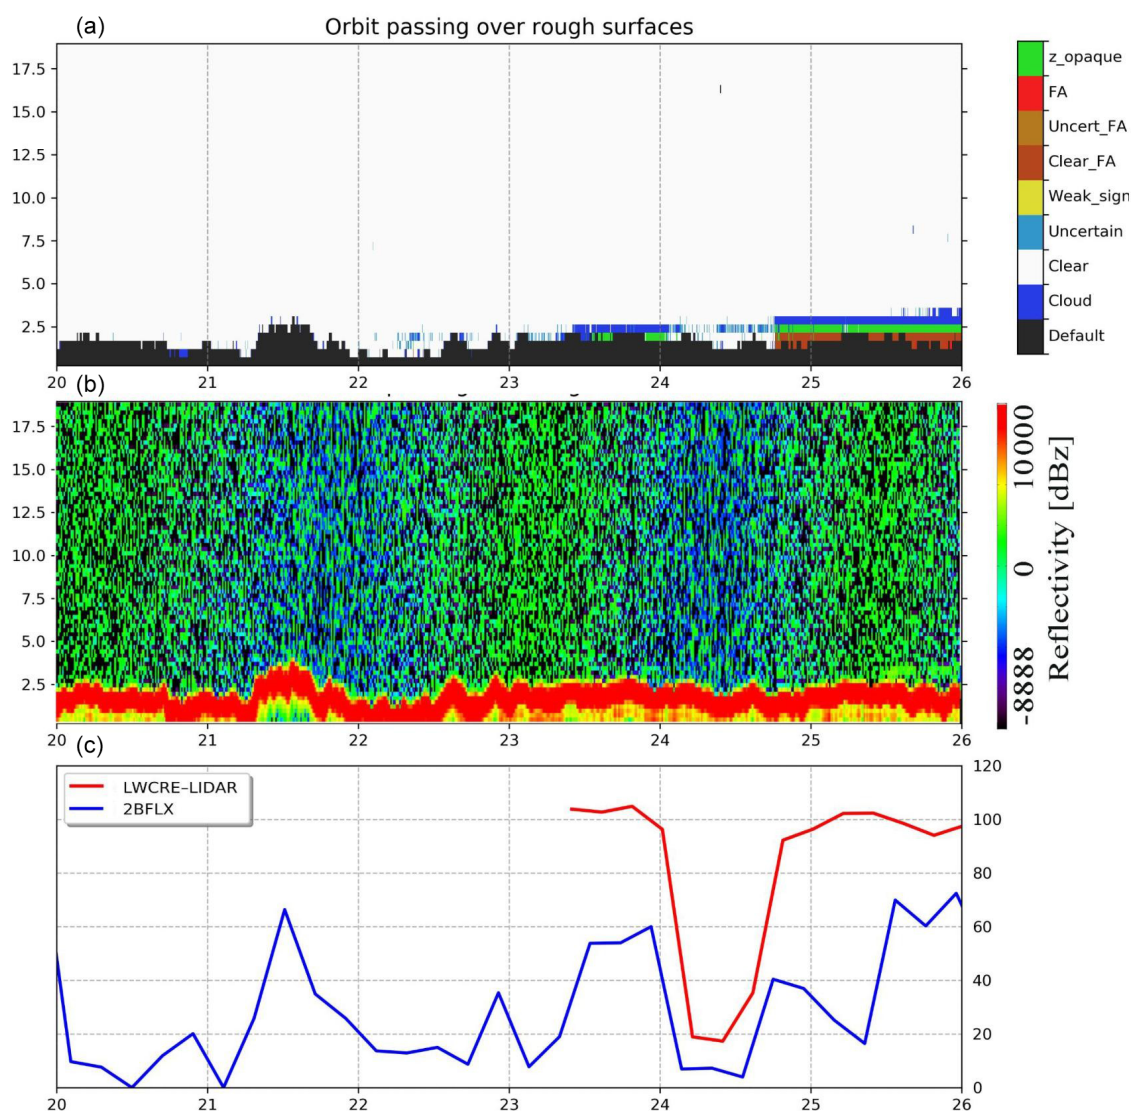 (a)
Orbit passing over rough surfaces
17.5
15.0
12.5
10.0
7.5
5.0
2.5
20 21 22 23 24 25 26
z_opaque
FA
Uncert_FA
Clear_FA
Weak_sign
Uncertain
Clear
Cloud
Default
(b)
17.5
15.0
12.5
10.0
7.5
5.0
2.5
20 21 22 23 24 25 26
10000
0
-8888
Reflectivity [dBz]
(c)
LWCRE–LIDAR
2BFLX
120
100
80
60
40
20
0
20 21 22 23 24 25 26